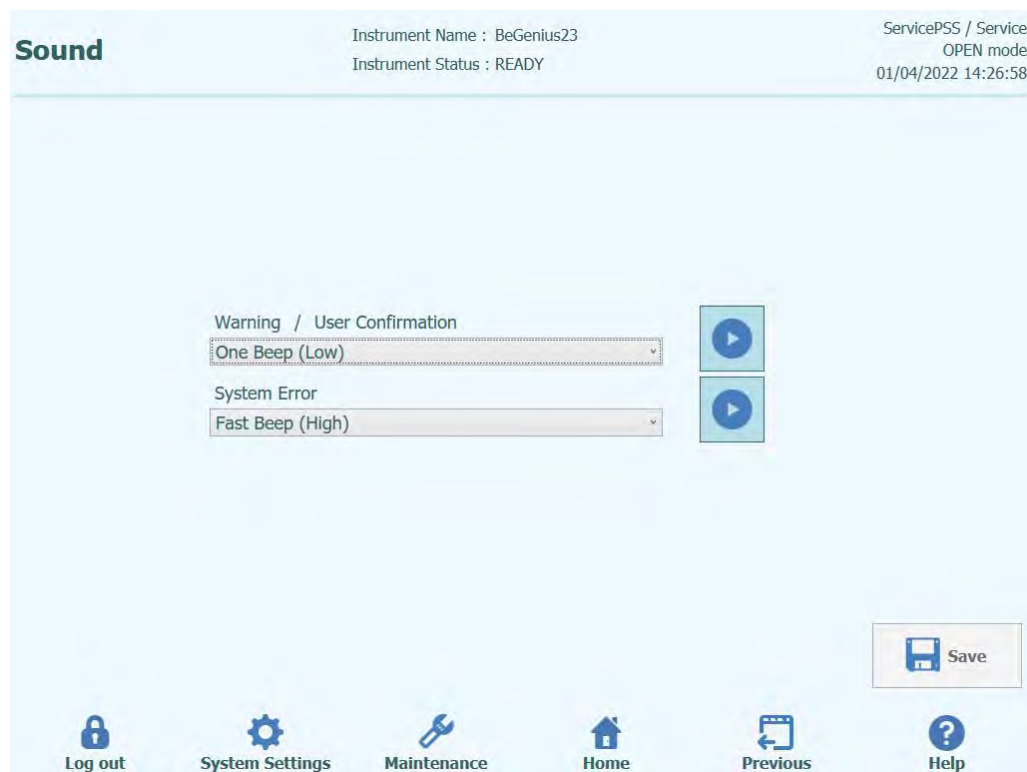 Sound
Instrument Name : BeGenius23
Instrument Status : READY
ServicePSS / Service
OPEN mode
01/04/2022 14:26:58
Warning / User Confirmation
One Beep (Low)
System Error
Fast Beep (High)
Save
Log out
System Settings
Maintenance
Home
Previous
Help